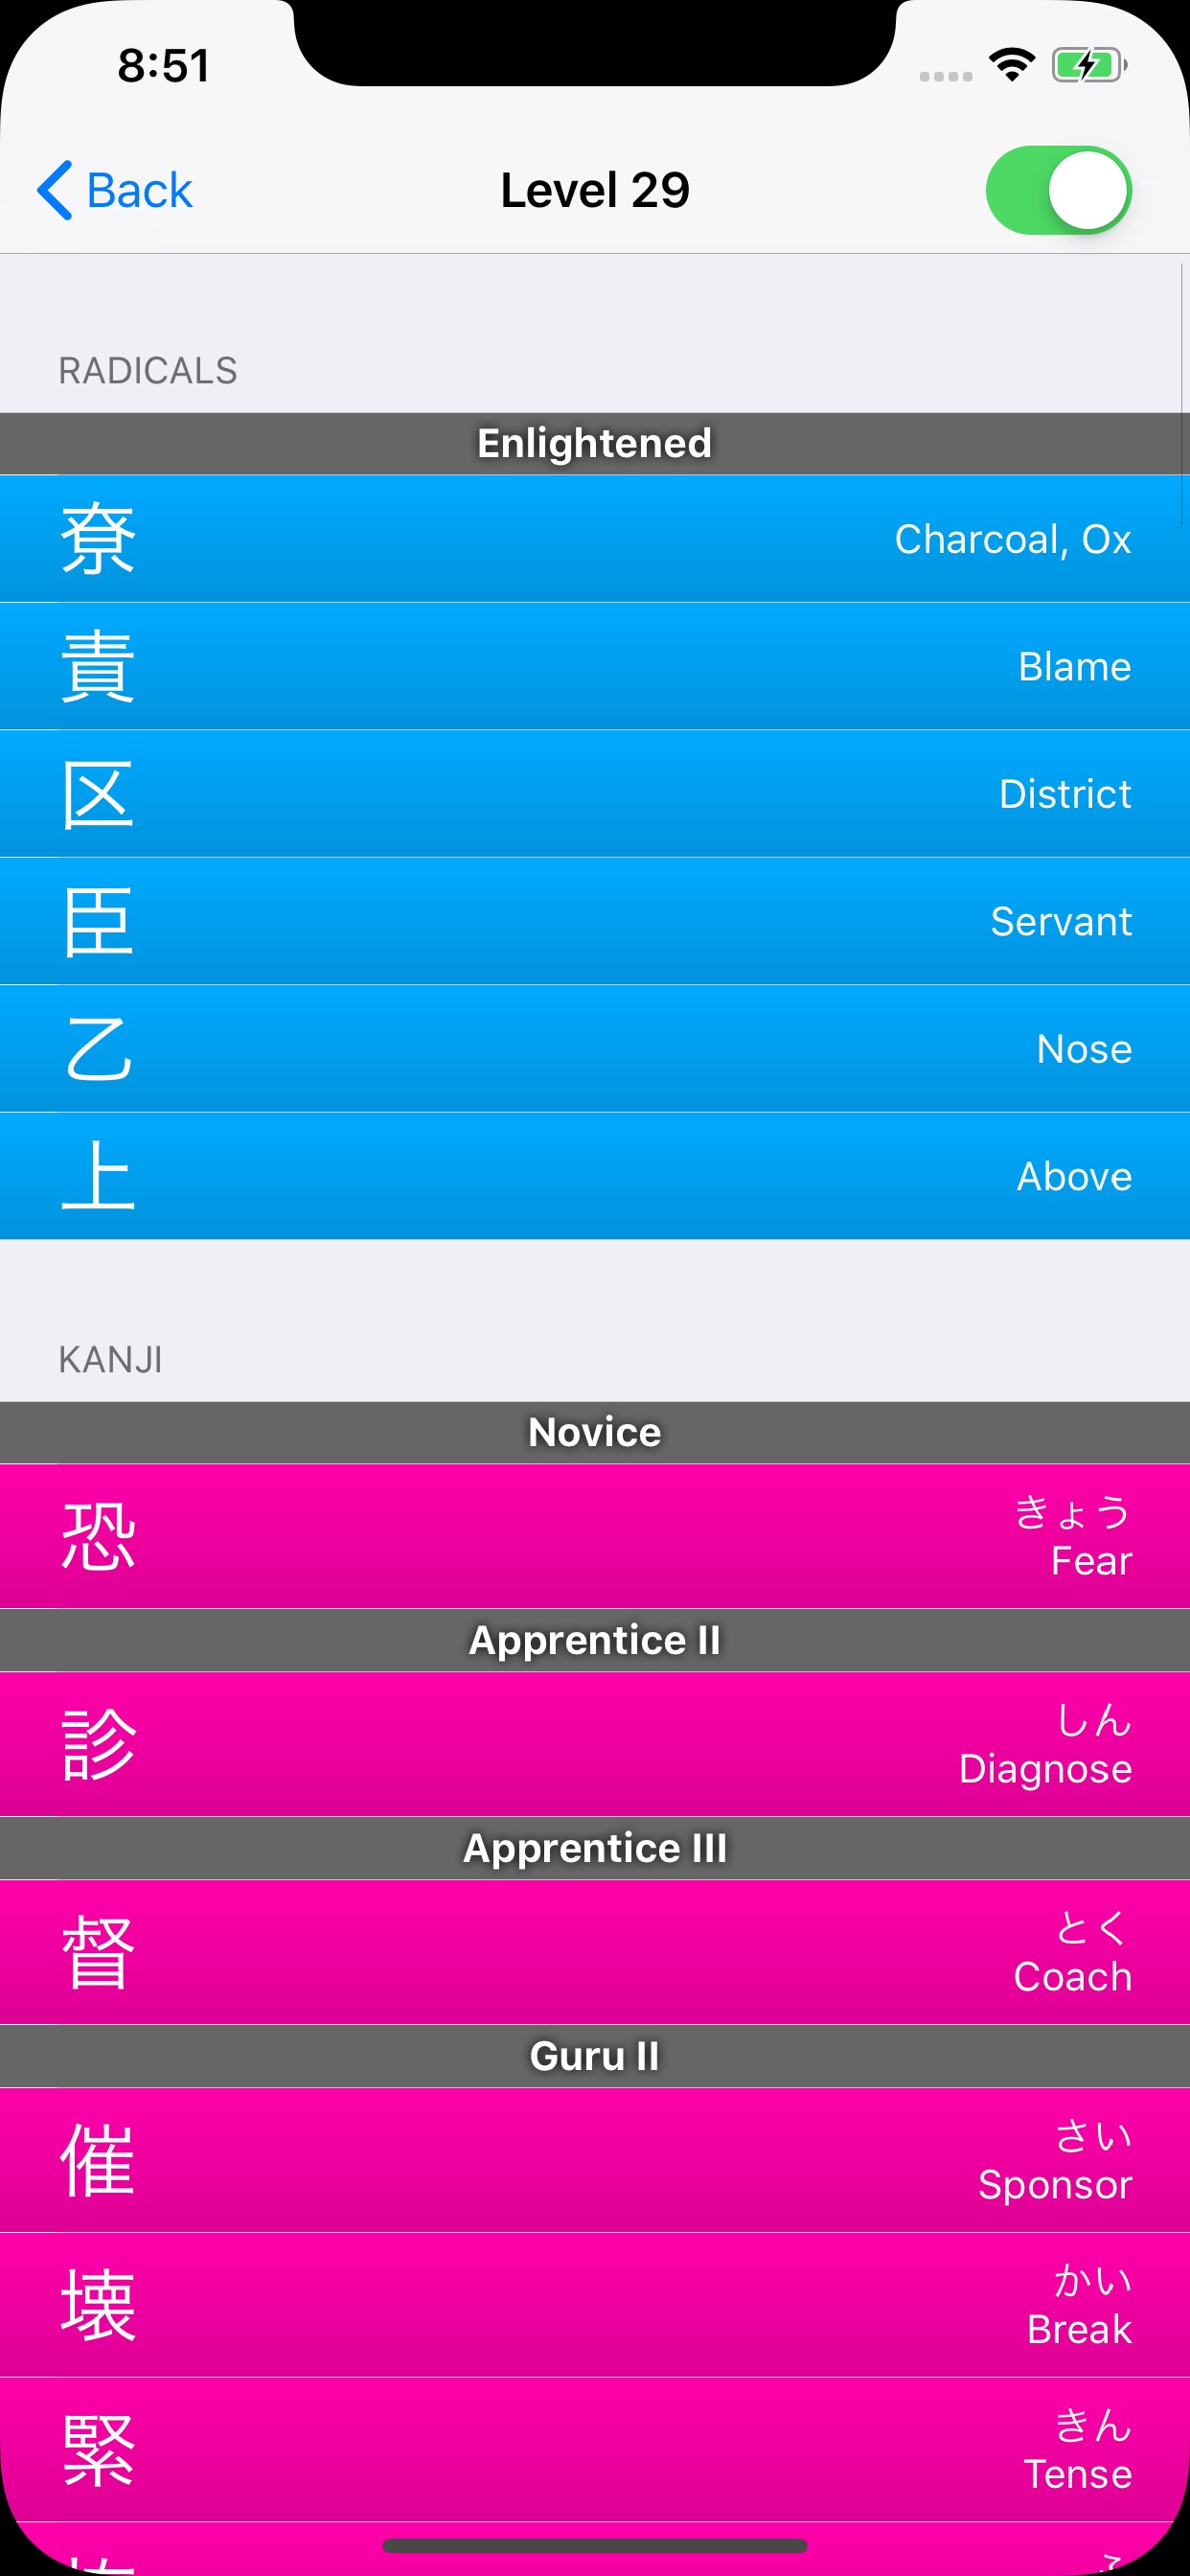 8:51
Back
Level 29
RADICALS
Enlightened
尞 Charcoal, Ox
責 Blame
区 District
臣 Servant
乙 Nose
上 Above
KANJI
Novice
恐 きょう
Fear
Apprentice II
診 しん
Diagnose
Apprentice III
督 とく
Coach
Guru II
催 さい
Sponsor
壊 かい
Break
緊 きん
Tense